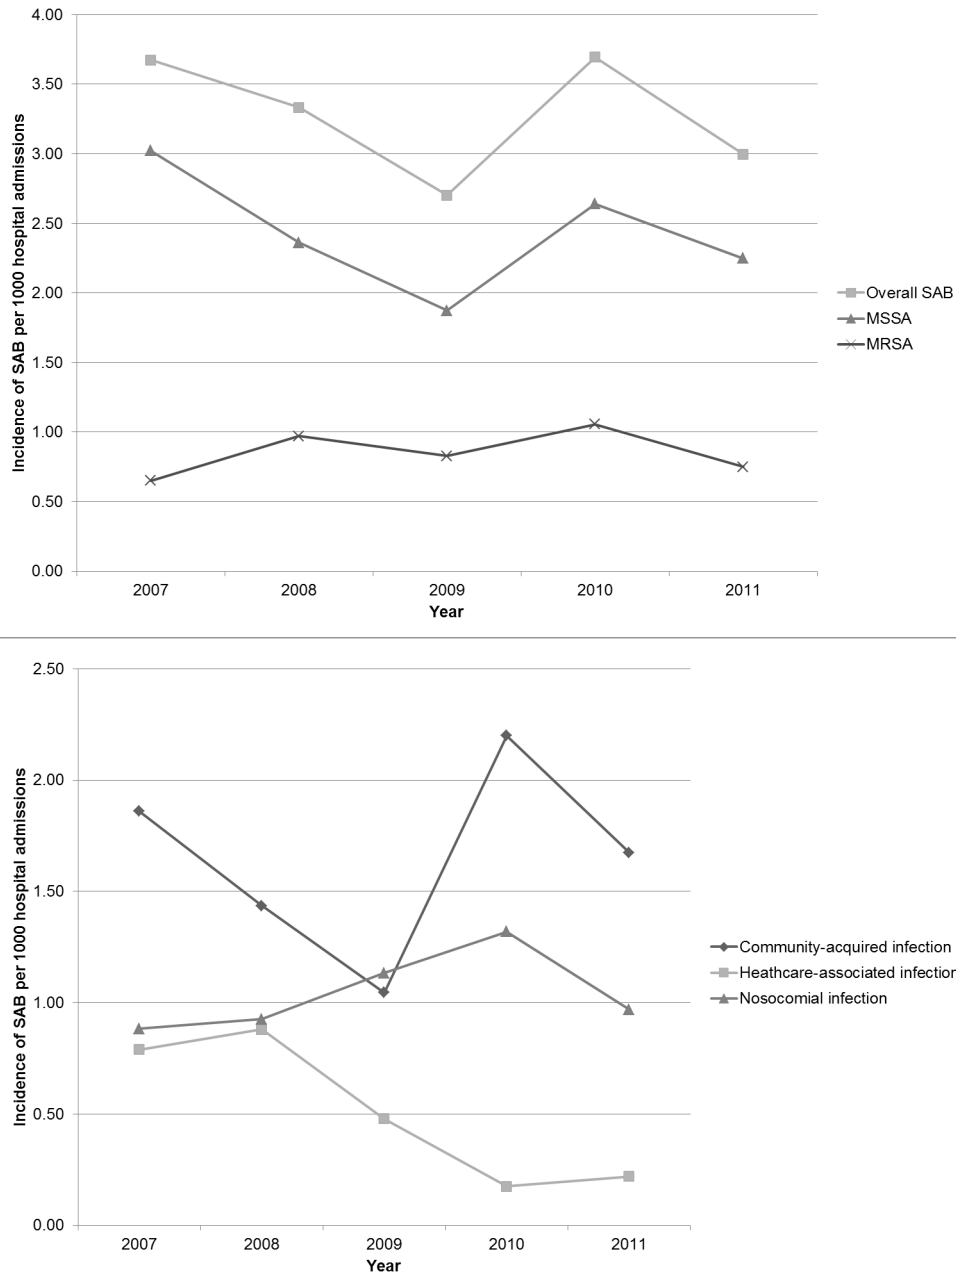 4.00
3.50
3.00
2.50
2.00
1.50
1.00
0.50
0.00
Incidence of SAB per 1000 hospital admissions
2007 2008 2009 2010 2011
Year
Overall SAB
MSSA
MRSA
2.50
2.00
1.50
1.00
0.50
0.00
Incidence of SAB per 1000 hospital admissions
2007 2008 2009 2010 2011
Year
Community-acquired infection
Heathcare-associated infection
Nosocomial infection